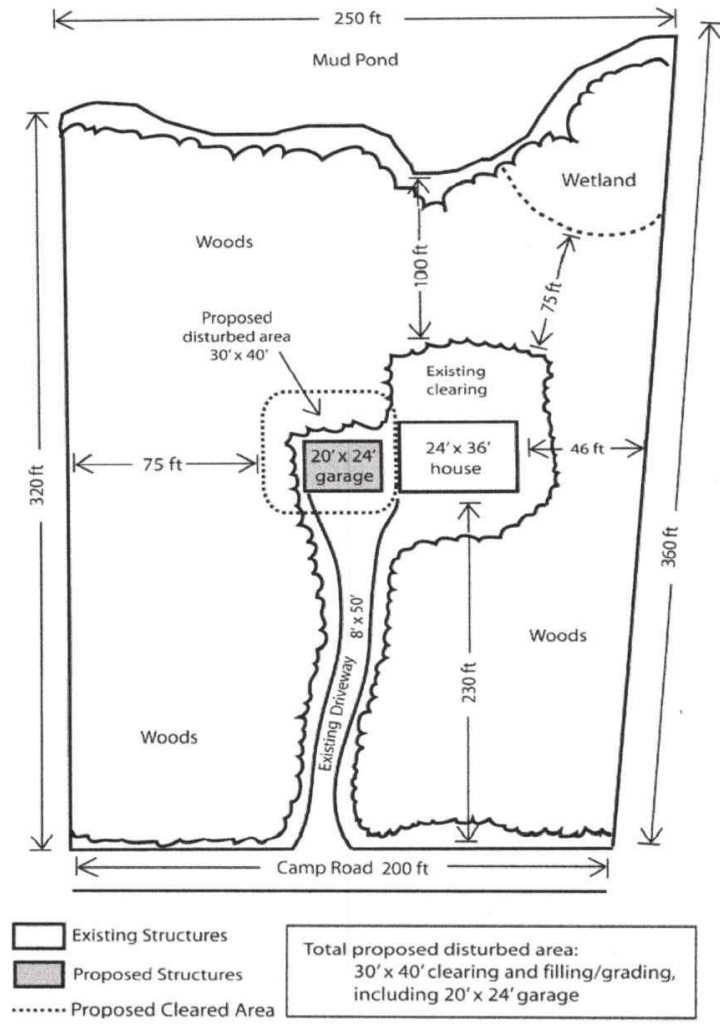 250 ft
Mud Pond
Wetland
Woods
100 ft
75 ft
Proposed
disturbed area
30' x 40'
Existing
clearing
320 ft
75 ft
20' x 24'
garage
24' x 36'
house
46 ft
360 ft
8' x 50'
Existing Driveway
230 ft
Woods
Woods
Camp Road 200 ft
Existing Structures
Proposed Structures
Proposed Cleared Area
Total proposed disturbed area:
30' x 40' clearing and filling/grading,
including 20' x 24' garage